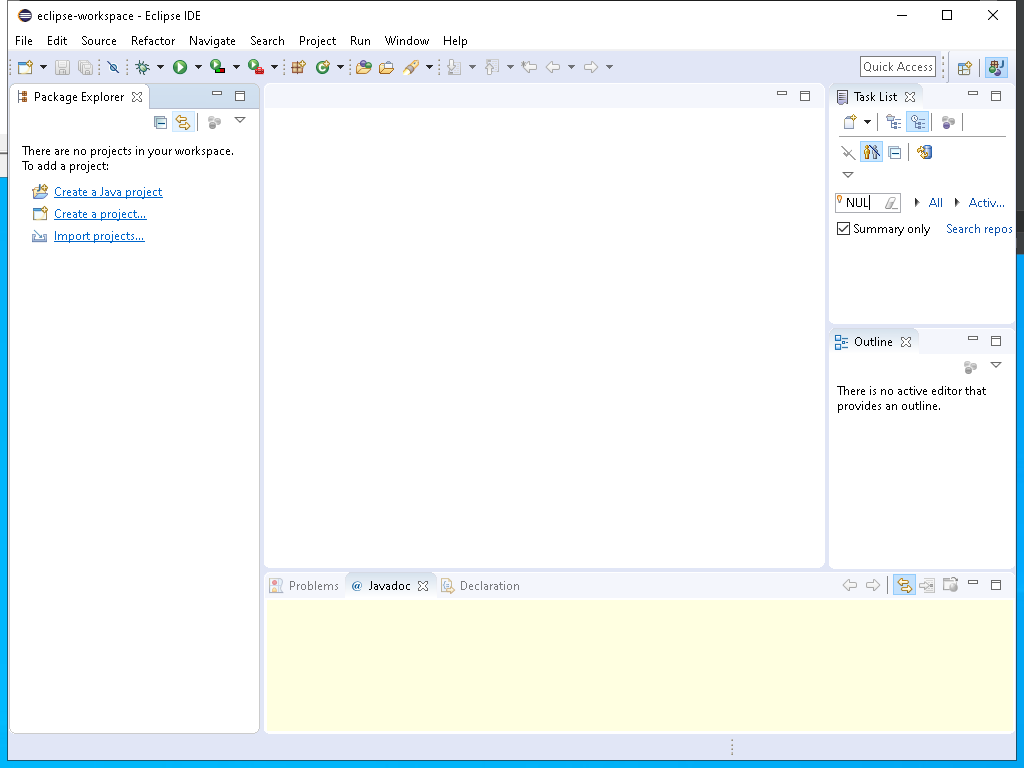 eclipse-workspace - Eclipse IDE
File Edit Source Refactor Navigate Search Project Run Window Help
Quick Access
Package Explorer
There are no projects in your workspace.
To add a project:
Create a Java project
Create a project...
Import projects...
Task List
NUL
All
Activ...
Summary only
Search repos
Outline
There is no active editor that
provides an outline.
Problems
@ Javadoc
Declaration